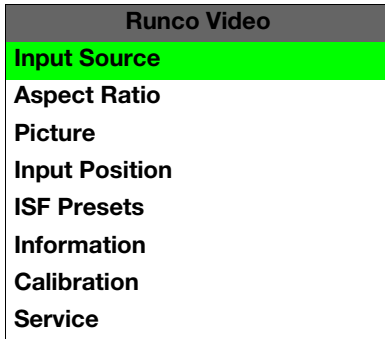 Runco Video
Input Source
Aspect Ratio
Picture
Input Position
ISF Presets
Information
Calibration
Service